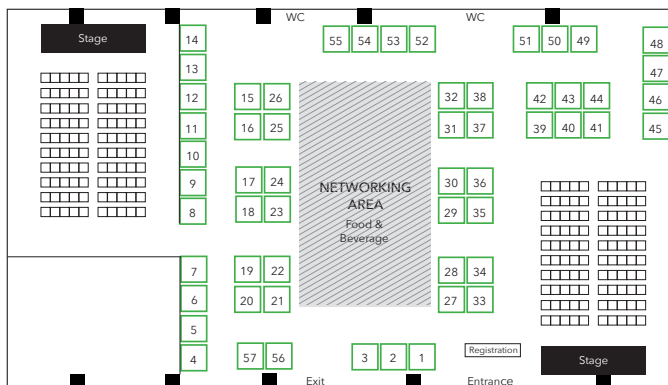 WC
WC
Stage
14
55 54 53 52
51 50 49
48
13
47
12
15 26
32 38
42 43 44
46
11
16 25
31 37
39 40 41
45
10
9
17 24
NETWORKING
AREA
Food &
Beverage
30 36
8
18 23
29 35
7
19 22
28 34
6
20 21
27 33
5
4
57 56
3 2 1
Registration
Stage
Exit
Entrance